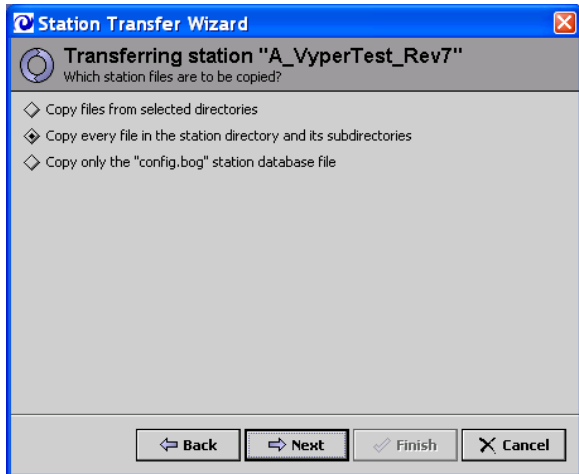 Station Transfer Wizard
Transferring station "A_VyperTest_Rev7"
Which station files are to be copied?
Copy files from selected directories
Copy every file in the station directory and its subdirectories
Copy only the "config.bog" station database file
Back
Next
Finish
Cancel